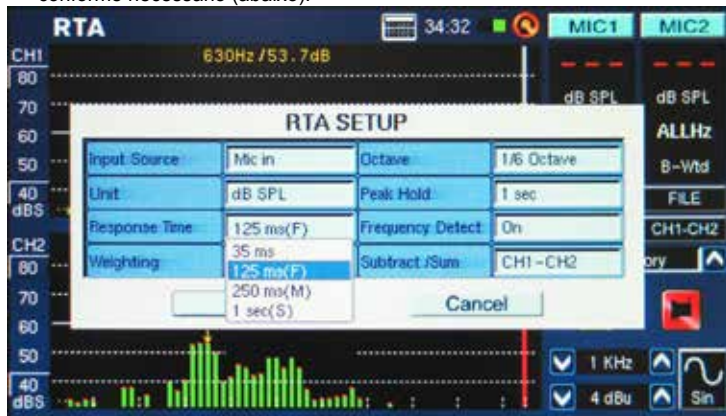 conforme necessário (abaixo):
RTA 34:32 MIC1 MIC2
CH1 630Hz/53.7dB
80
70 dB SPL dB SPL
60 RTA SETUP ALLHz
50 Input Source Mic in Octave 1/6 Octave B-Wtd
40 Unit dB SPL Peak Hold 1 sec FILE
dBS
Response Time 125 ms(F) Frequency Detect On CH1-CH2
CH2
80 Weighting 35 ms Subtract /Sum CH1-CH2 ory
125 ms(F)
70 250 ms(M) Cancel
1 sec(S)
60
50 1 KHz
40
dBS 4 dBu Sin